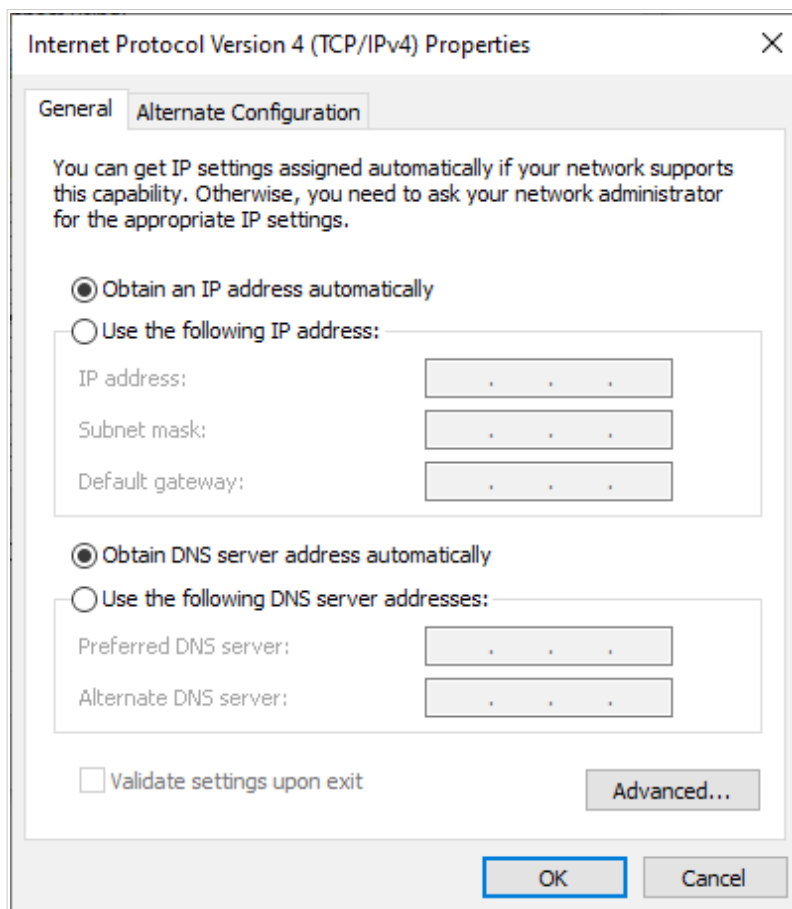 Internet Protocol Version 4 (TCP/IPv4) Properties
General
Alternate Configuration
You can get IP settings assigned automatically if your network supports
this capability. Otherwise, you need to ask your network administrator
for the appropriate IP settings.
Obtain an IP address automatically
Use the following IP address:
IP address: . . .
Subnet mask: . . .
Default gateway: . . .
Obtain DNS server address automatically
Use the following DNS server addresses:
Preferred DNS server: . . .
Alternate DNS server: . . .
Validate settings upon exit
Advanced...
OK
Cancel